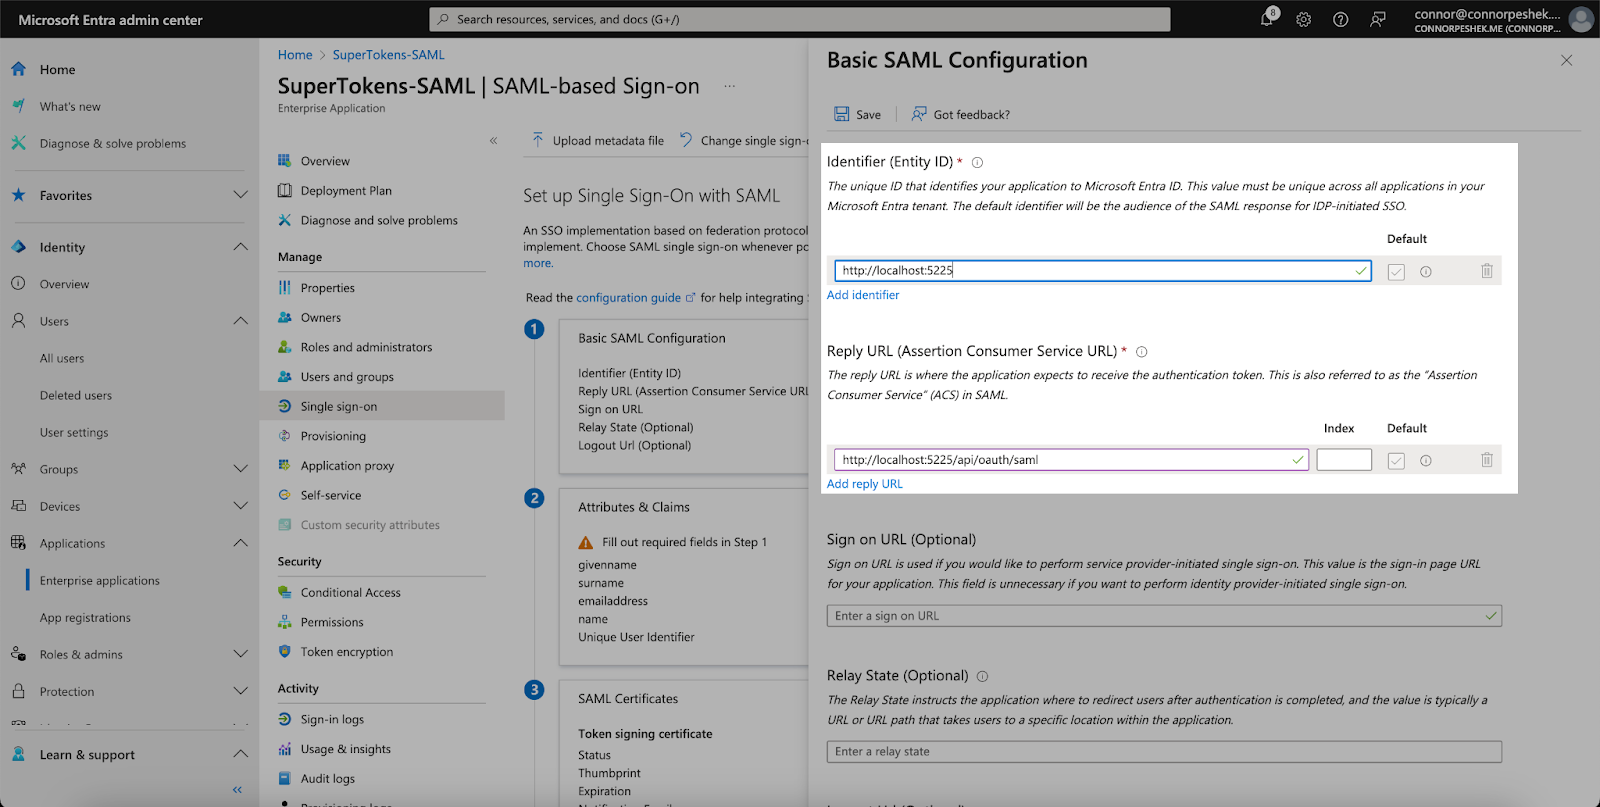 Microsoft Entra admin center
Search resources, services, and docs (G+/)
8
connor@connorpeshek....
CONNORPESHEK.ME (CONNORP...
Home
What's new
Diagnose & solve problems
Favorites
Identity
Overview
Users
All users
Deleted users
User settings
Groups
Devices
Applications
Enterprise applications
App registrations
Roles & admins
Protection
Learn & support
Home > SuperTokens-SAML
SuperTokens-SAML | SAML-based Sign-on ...
Enterprise Application
Overview
Deployment Plan
Diagnose and solve problems
Manage
Properties
Owners
Roles and administrators
Users and groups
Single sign-on
Provisioning
Application proxy
Self-service
Custom security attributes
Security
Conditional Access
Permissions
Token encryption
Activity
Sign-in logs
Usage & insights
Audit logs
Provisioning logs
Upload metadata file
Change single sign-o
Set up Single Sign-On with SAML
An SSO implementation based on federation protocol
implement. Choose SAML single sign-on whenever po
more.
Read the configuration guide for help integrating
1
Basic SAML Configuration
Identifier (Entity ID)
Reply URL (Assertion Consumer Service URL
Sign on URL
Relay State (Optional)
Logout Url (Optional)
2
Attributes & Claims
Fill out required fields in Step 1
givenname
surname
emailaddress
name
Unique User Identifier
3
SAML Certificates
Token signing certificate
Status
Thumbprint
Expiration
Basic SAML Configuration
Save
Got feedback?
Identifier (Entity ID) *
The unique ID that identifies your application to Microsoft Entra ID. This value must be unique across all applications in your
Microsoft Entra tenant. The default identifier will be the audience of the SAML response for IDP-initiated SSO.
Default
http://localhost:5225
Add identifier
Reply URL (Assertion Consumer Service URL) *
The reply URL is where the application expects to receive the authentication token. This is also referred to as the "Assertion
Consumer Service" (ACS) in SAML.
Index Default
http://localhost:5225/api/oauth/saml
Add reply URL
Sign on URL (Optional)
Sign on URL is used if you would like to perform service provider-initiated single sign-on. This value is the sign-in page URL
for your application. This field is unnecessary if you want to perform identity provider-initiated single sign-on.
Enter a sign on URL
Relay State (Optional)
The Relay State instructs the application where to redirect users after authentication is completed, and the value is typically a
URL or URL path that takes users to a specific location within the application.
Enter a relay state